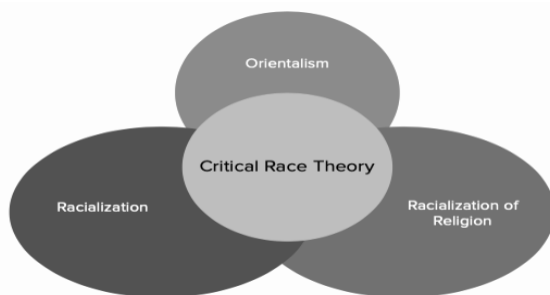 Orientalism
Critical Race Theory
Racialization
Racialization of
Religion